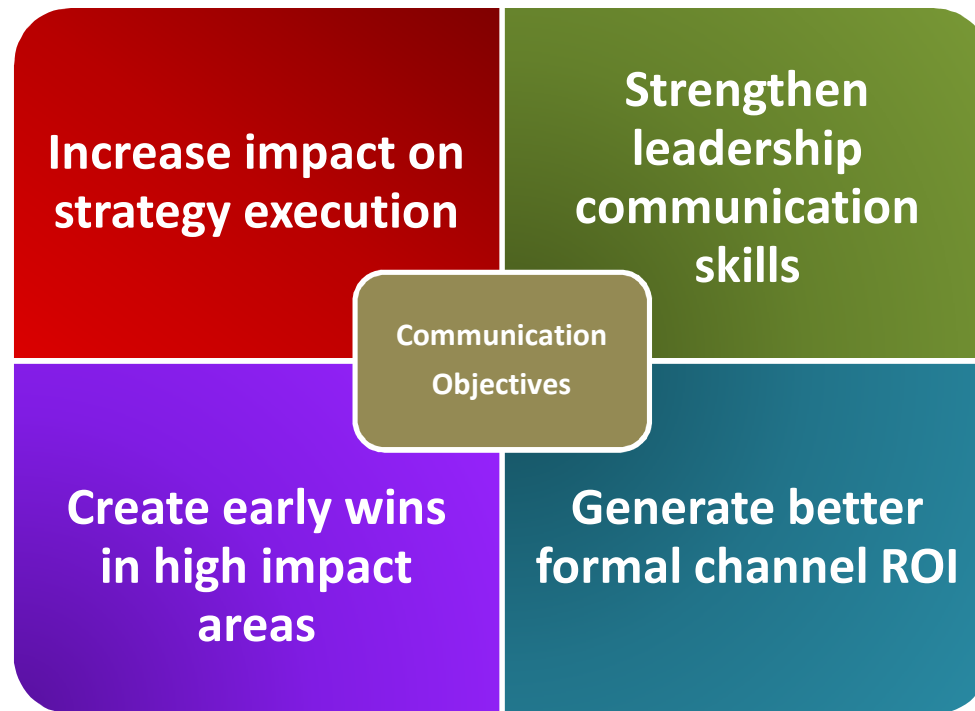 Increase impact on
strategy execution
Strengthen
leadership
communication
skills
Communication
Objectives
Create early wins
in high impact
areas
Generate better
formal channel ROI